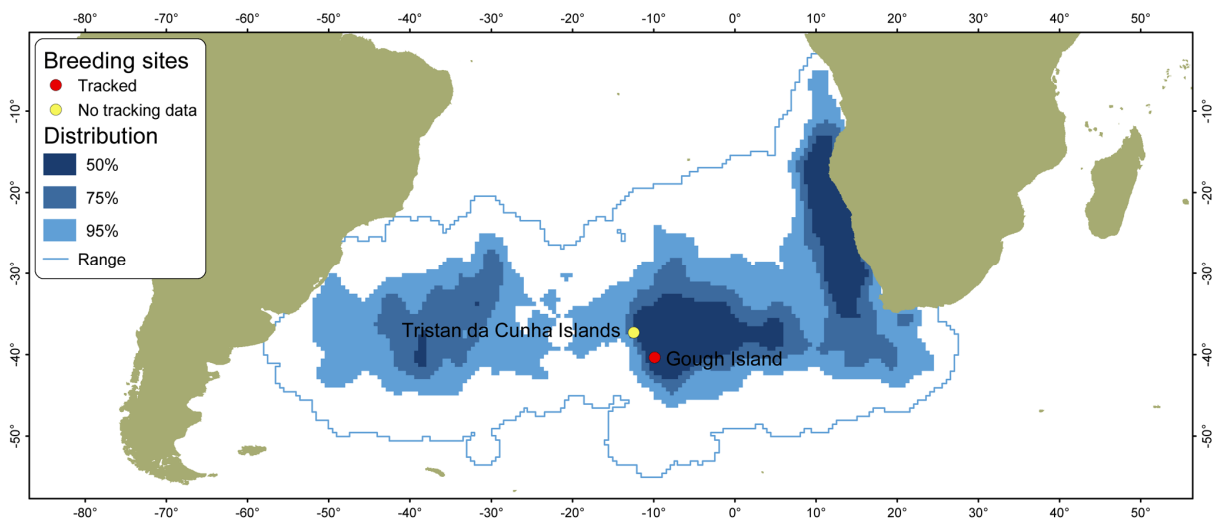 -80° -70° -60° -50° -40° -30° -20° -10° 0° 10° 20° 30° 40° 50°
Breeding sites
Tracked
No tracking data
Distribution
50%
75%
95%
Range
-10° -10°
-20° -20°
-30° -30°
-40° -40°
-50° -50°
Tristan da Cunha Islands
Gough Island
-80° -70° -60° -50° -40° -30° -20° -10° 0° 10° 20° 30° 40° 50°